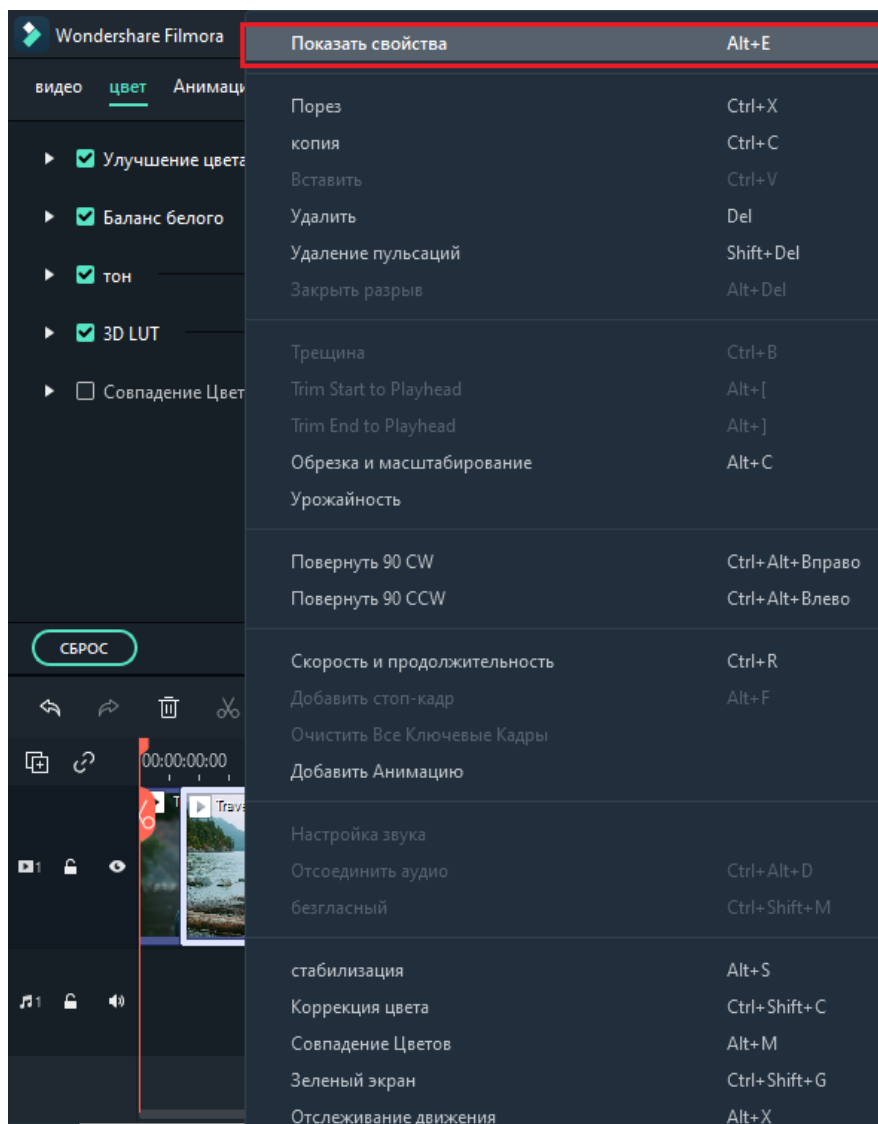 Wondershare Filmora
видео цвет Анимаци
Улучшение цвета
Баланс белого
тон
3D LUT
Совпадение Цвет
СБРОС
00:00:00:00
T
Trave
1
1
Показать свойства Alt+E
Порез Ctrl+X
копия Ctrl+C
Вставить Ctrl+V
Удалить Del
Удаление пульсаций Shift+Del
Закрыть разрыв Alt+Del
Трещина Ctrl+B
Trim Start to Playhead Alt+[
Trim End to Playhead Alt+]
Обрезка и масштабирование Alt+C
Урожайность
Повернуть 90 CW Ctrl+Alt+Вправо
Повернуть 90 CCW Ctrl+Alt+Влево
Скорость и продолжительность Ctrl+R
Добавить стоп-кадр Alt+F
Очистить Все Ключевые Кадры
Добавить Анимацию
Настройка звука
Отсоединить аудио Ctrl+Alt+D
безгласный Ctrl+Shift+M
стабилизация Alt+S
Коррекция цвета Ctrl+Shift+C
Совпадение Цветов Alt+M
Зеленый экран Ctrl+Shift+G
Отслеживание движения Alt+X